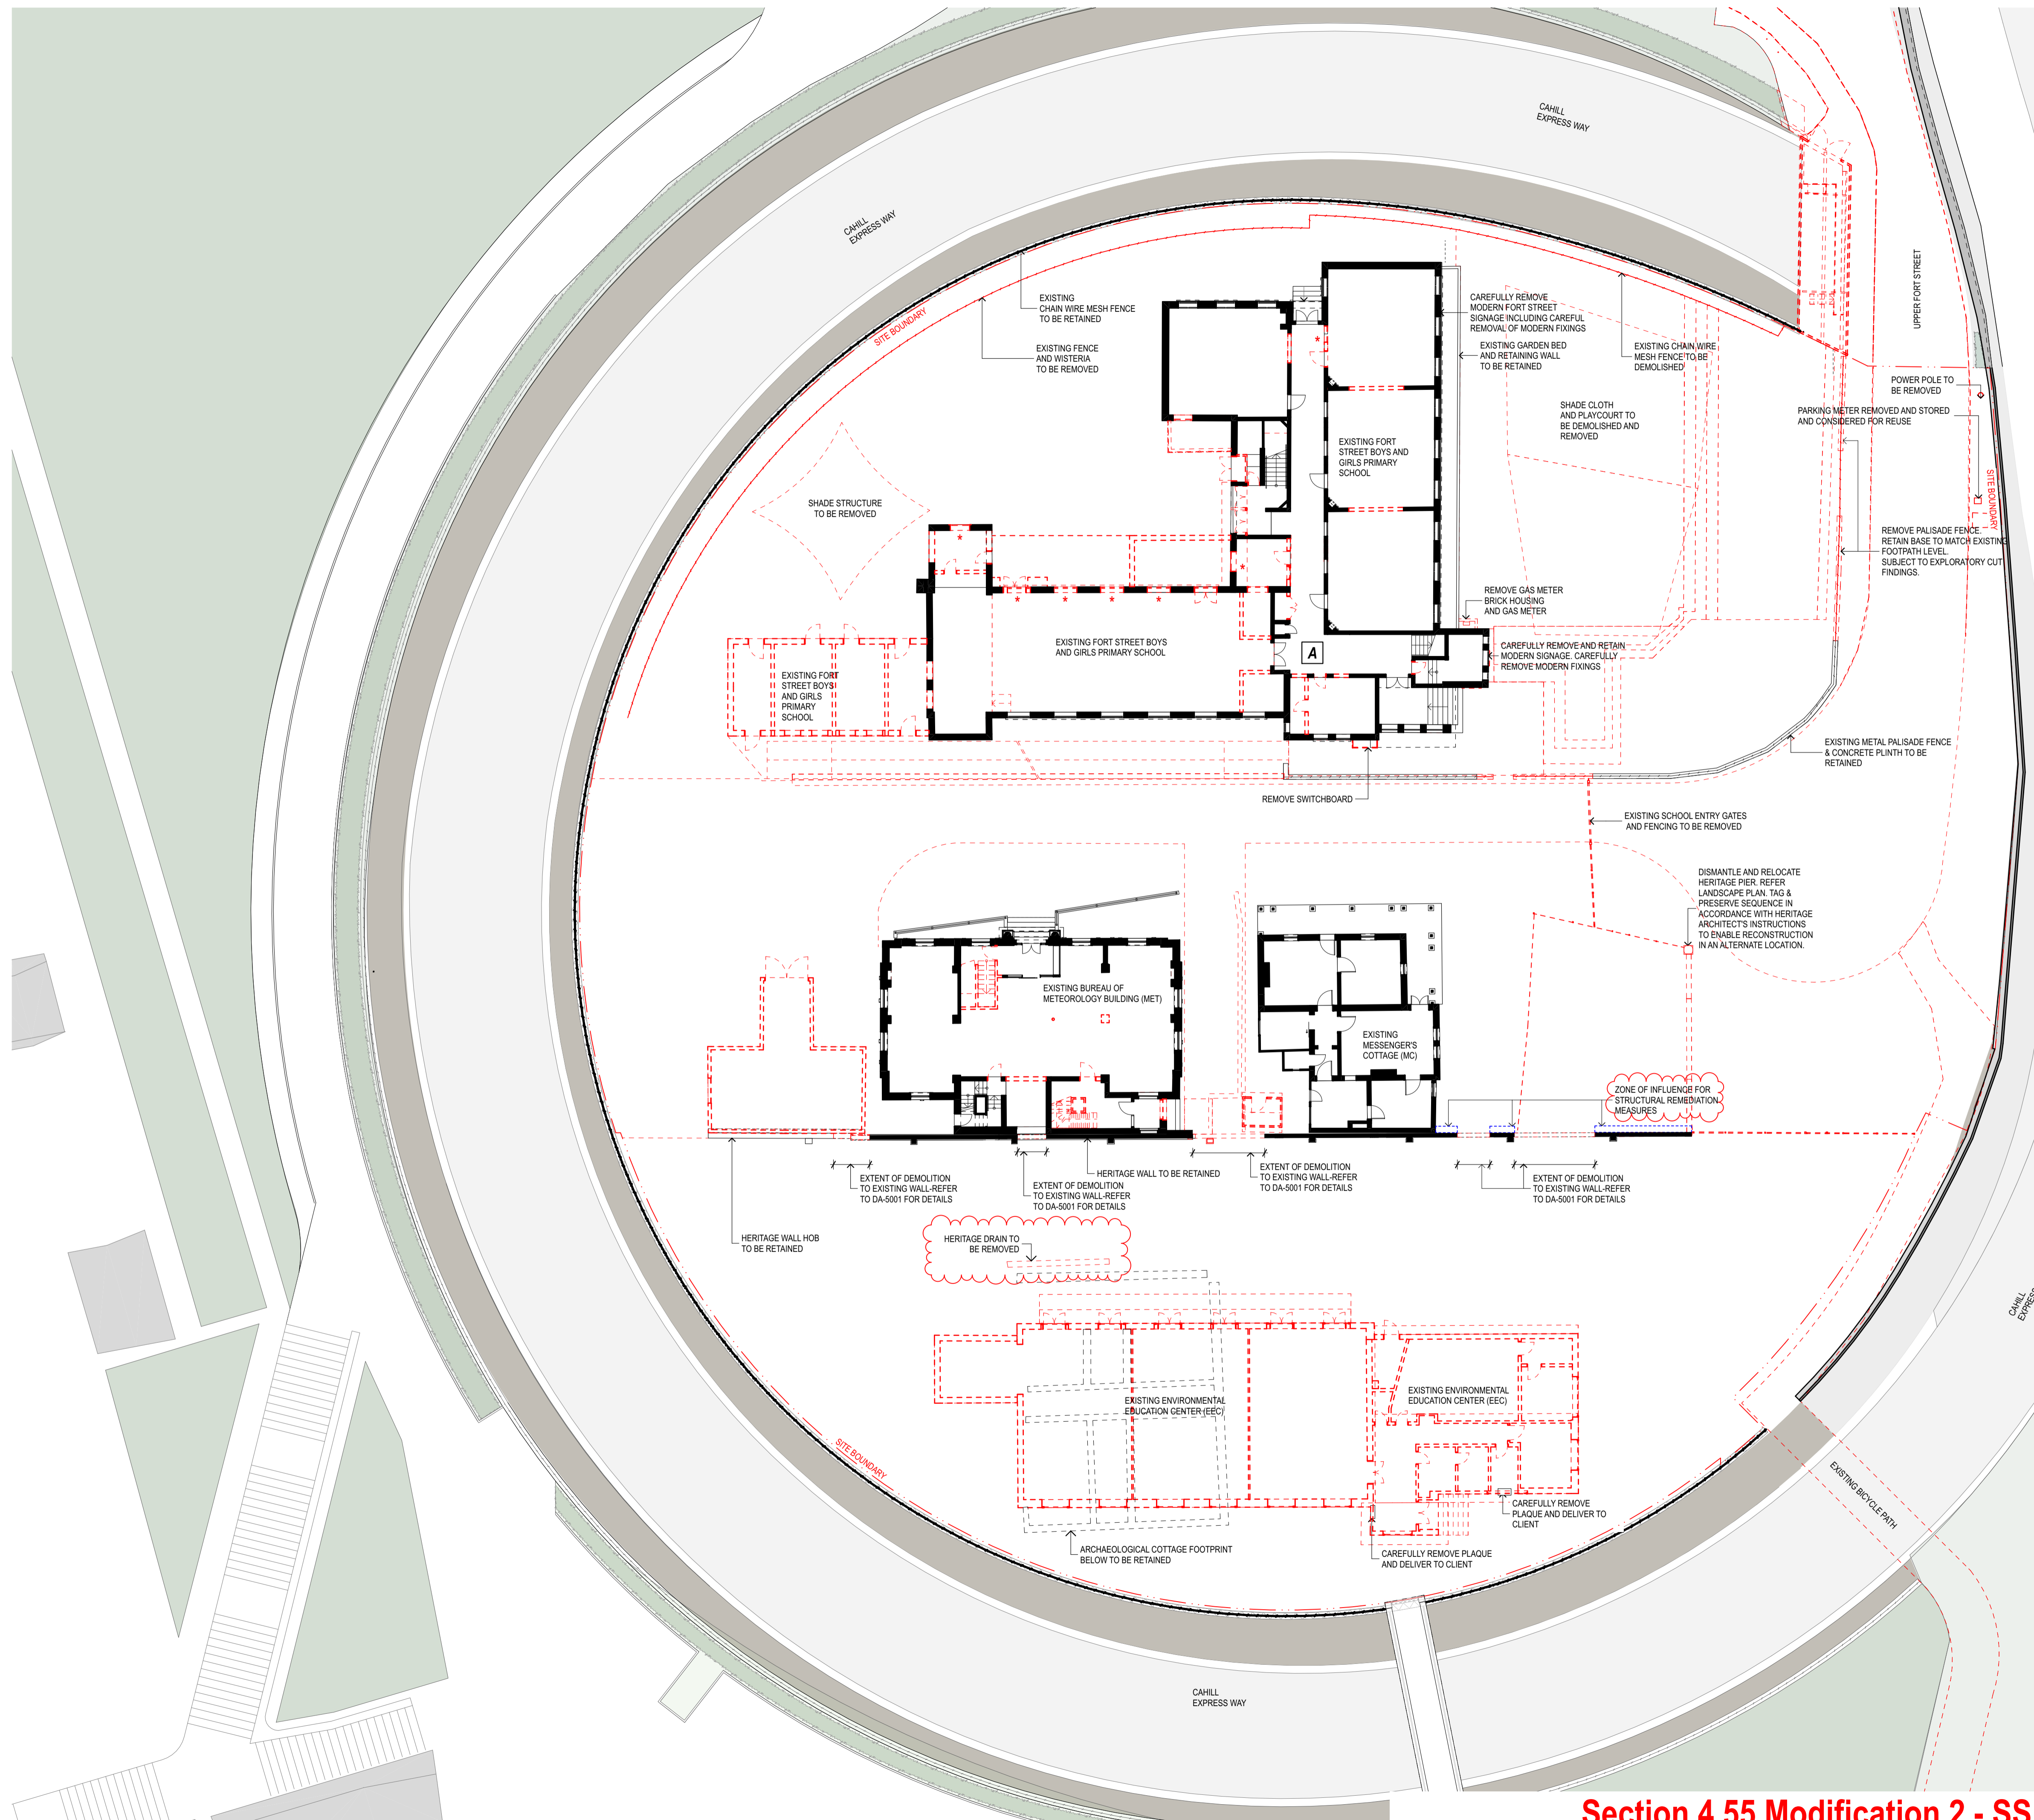 CAHILL
EXPRESS WAY
CAHILL
EXPRESS WAY
SITE BOUNDARY
EXISTING
CHAIN WIRE MESH FENCE
TO BE RETAINED
EXISTING FENCE
AND WISTERIA
TO BE REMOVED
CAREFULLY REMOVE
MODERN FORT STREET
SIGNAGE INCLUDING CAREFUL
REMOVAL OF MODERN FIXINGS
EXISTING GARDEN BED
AND RETAINING WALL
TO BE RETAINED
EXISTING CHAIN WIRE
MESH FENCE TO BE
DEMOLISHED
UPPER FORT STREET
POWER POLE TO
BE REMOVED
PARKING METER REMOVED AND STORED
AND CONSIDERED FOR REUSE
SHADE CLOTH
AND PLAYCOURT TO
BE DEMOLISHED AND
REMOVED
EXISTING FORT
STREET BOYS AND
GIRLS PRIMARY
SCHOOL
SHADE STRUCTURE
TO BE REMOVED
SITE BOUNDARY
REMOVE PALISADE FENCE.
RETAIN BASE TO MATCH EXISTING
FOOTPATH LEVEL.
SUBJECT TO EXPLORATORY CUT
FINDINGS.
REMOVE GAS METER
BRICK HOUSING
AND GAS METER
EXISTING FORT STREET BOYS
AND GIRLS PRIMARY SCHOOL
A
CAREFULLY REMOVE AND RETAIN
MODERN SIGNAGE. CAREFULLY
REMOVE MODERN FIXINGS
EXISTING FORT
STREET BOYS
AND GIRLS
PRIMARY
SCHOOL
EXISTING METAL PALISADE FENCE
& CONCRETE PLINTH TO BE
RETAINED
REMOVE SWITCHBOARD
EXISTING SCHOOL ENTRY GATES
AND FENCING TO BE REMOVED
DISMANTLE AND RELOCATE
HERITAGE PIER. REFER
LANDSCAPE PLAN. TAG &
PRESERVE SEQUENCE IN
ACCORDANCE WITH HERITAGE
ARCHITECT'S INSTRUCTIONS
TO ENABLE RECONSTRUCTION
IN AN ALTERNATE LOCATION.
EXISTING BUREAU OF
METEOROLOGY BUILDING (MET)
EXISTING
MESSENGER'S
COTTAGE (MC)
ZONE OF INFLUENCE FOR
STRUCTURAL REMEDIATION
MEASURES
EXTENT OF DEMOLITION
TO EXISTING WALL-REFER
TO DA-5001 FOR DETAILS
HERITAGE WALL TO BE RETAINED
EXTENT OF DEMOLITION
TO EXISTING WALL-REFER
TO DA-5001 FOR DETAILS
EXTENT OF DEMOLITION
TO EXISTING WALL-REFER
TO DA-5001 FOR DETAILS
EXTENT OF DEMOLITION
TO EXISTING WALL-REFER
TO DA-5001 FOR DETAILS
HERITAGE WALL HOB
TO BE RETAINED
HERITAGE DRAIN TO
BE REMOVED
CAHILL
EXPRESS
EXISTING ENVIRONMENTAL
EDUCATION CENTER (EEC)
EXISTING ENVIRONMENTAL
EDUCATION CENTER (EEC)
SITE BOUNDARY
EXISTING BICYCLE PATH
CAREFULLY REMOVE
PLAQUE AND DELIVER TO
CLIENT
ARCHAEOLOGICAL COTTAGE FOOTPRINT
BELOW TO BE RETAINED
CAREFULLY REMOVE PLAQUE
AND DELIVER TO CLIENT
CAHILL
EXPRESS WAY
Section 4.55 Modification 2 - SS